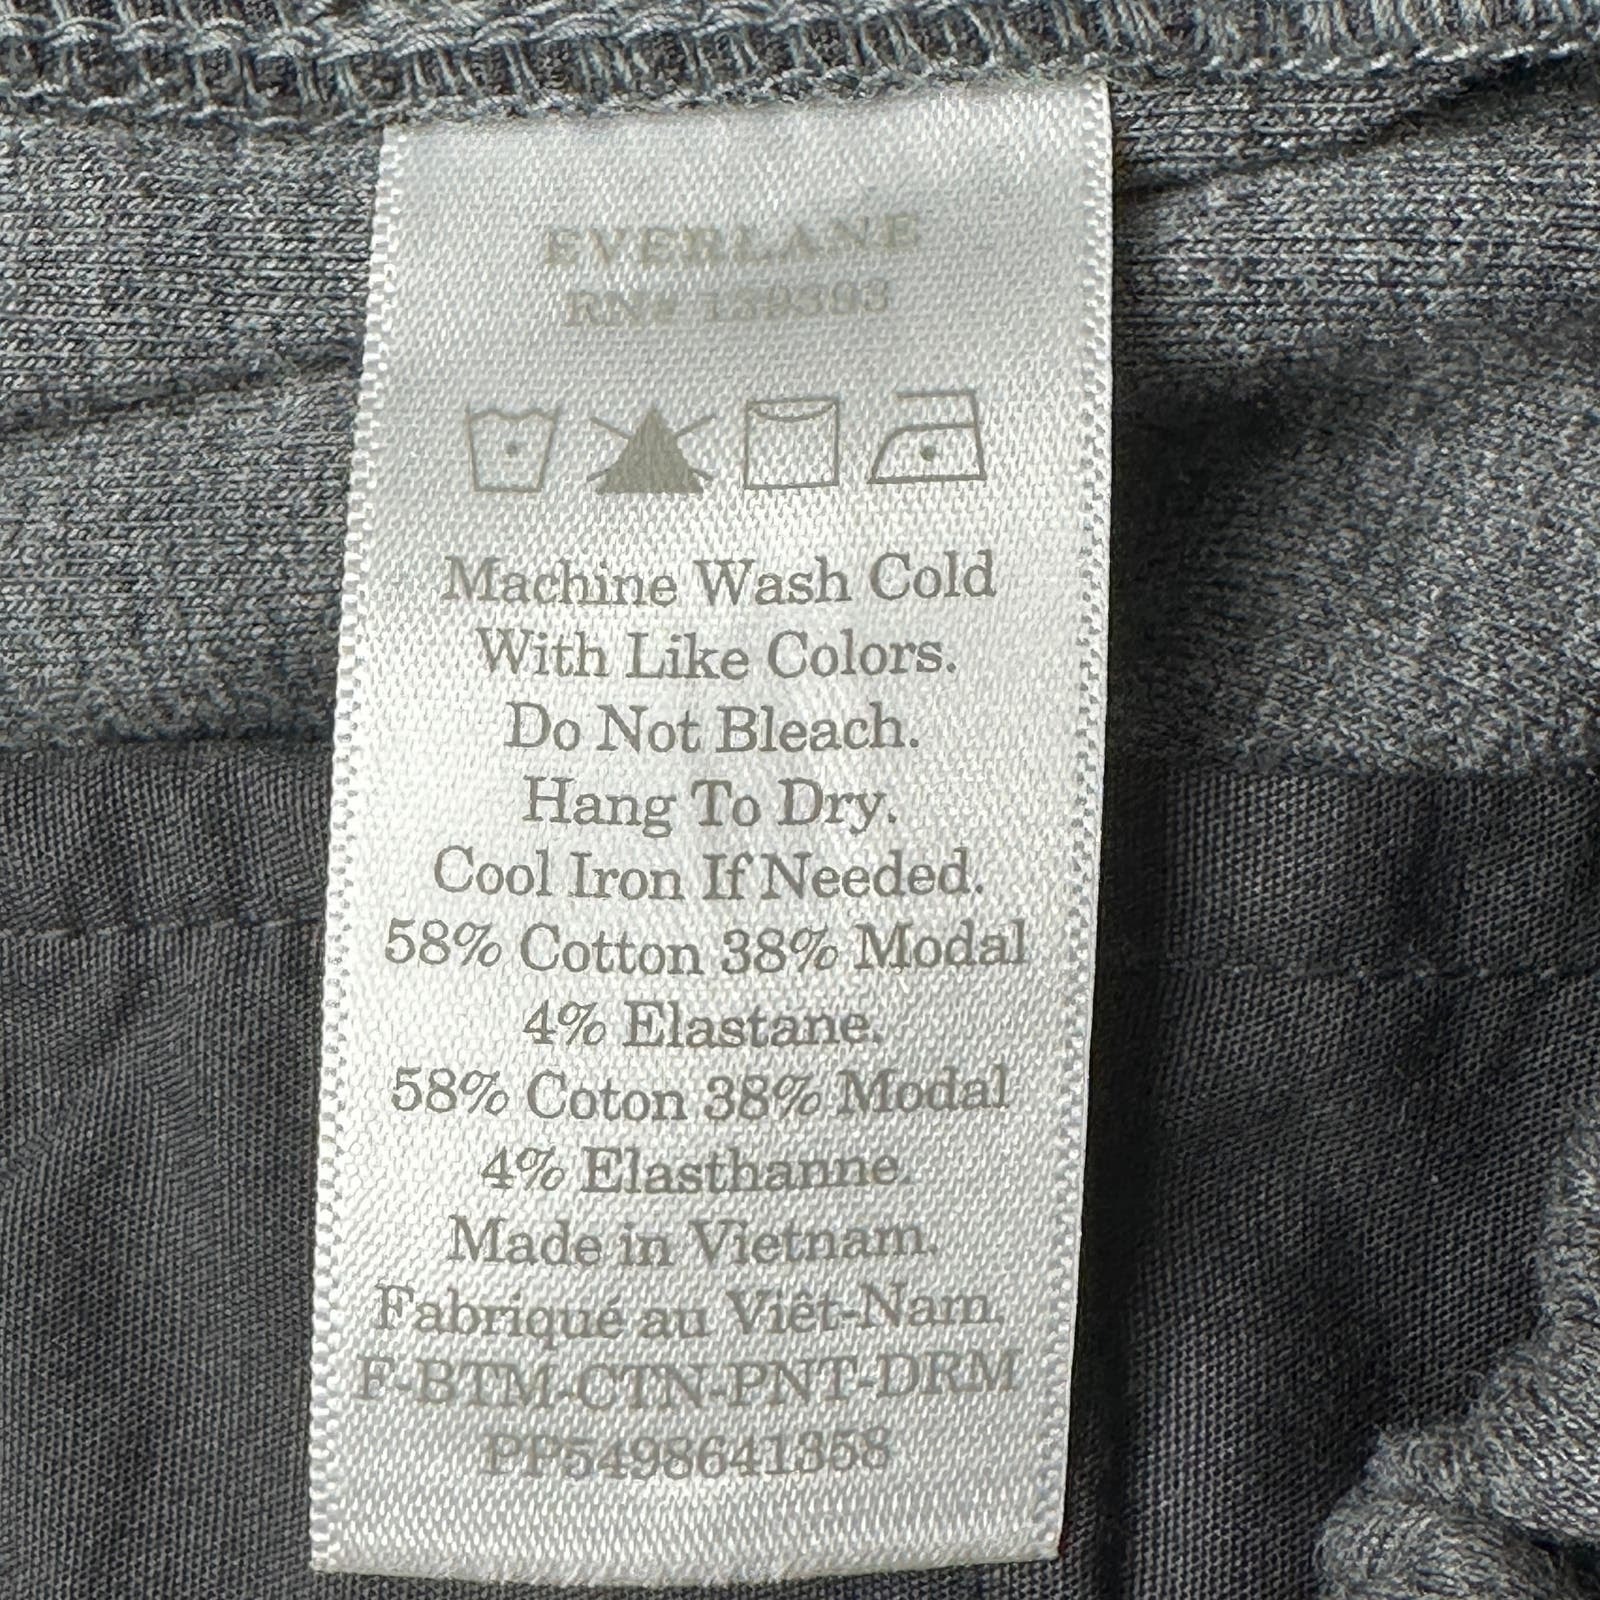 EVERLANE
RN# 139393
Machine Wash Cold
With Like Colors.
Do Not Bleach.
Hang To Dry.
Cool Iron If Needed.
58% Cotton 38% Modal
4% Elastane.
58% Coton 38% Modal
4% Elasthanne.
Made in Vietnam.
Fabriqué au Viêt-Nam.
F-BTM-CTN-PNT-DRM
PP5498641358